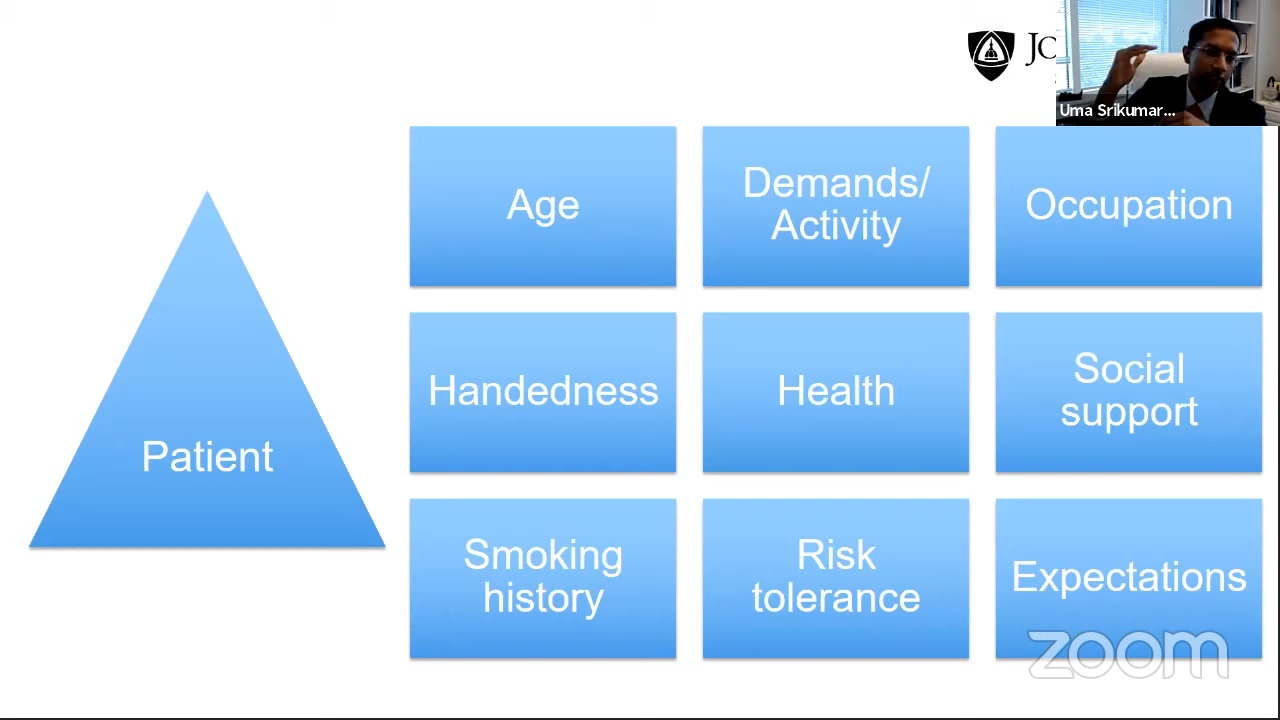 JC
Uma Srikumar...
Age
Demands/
Activity
Occupation
Handedness
Health
Social
support
Patient
Smoking
history
Risk
tolerance
Expectations
zoom